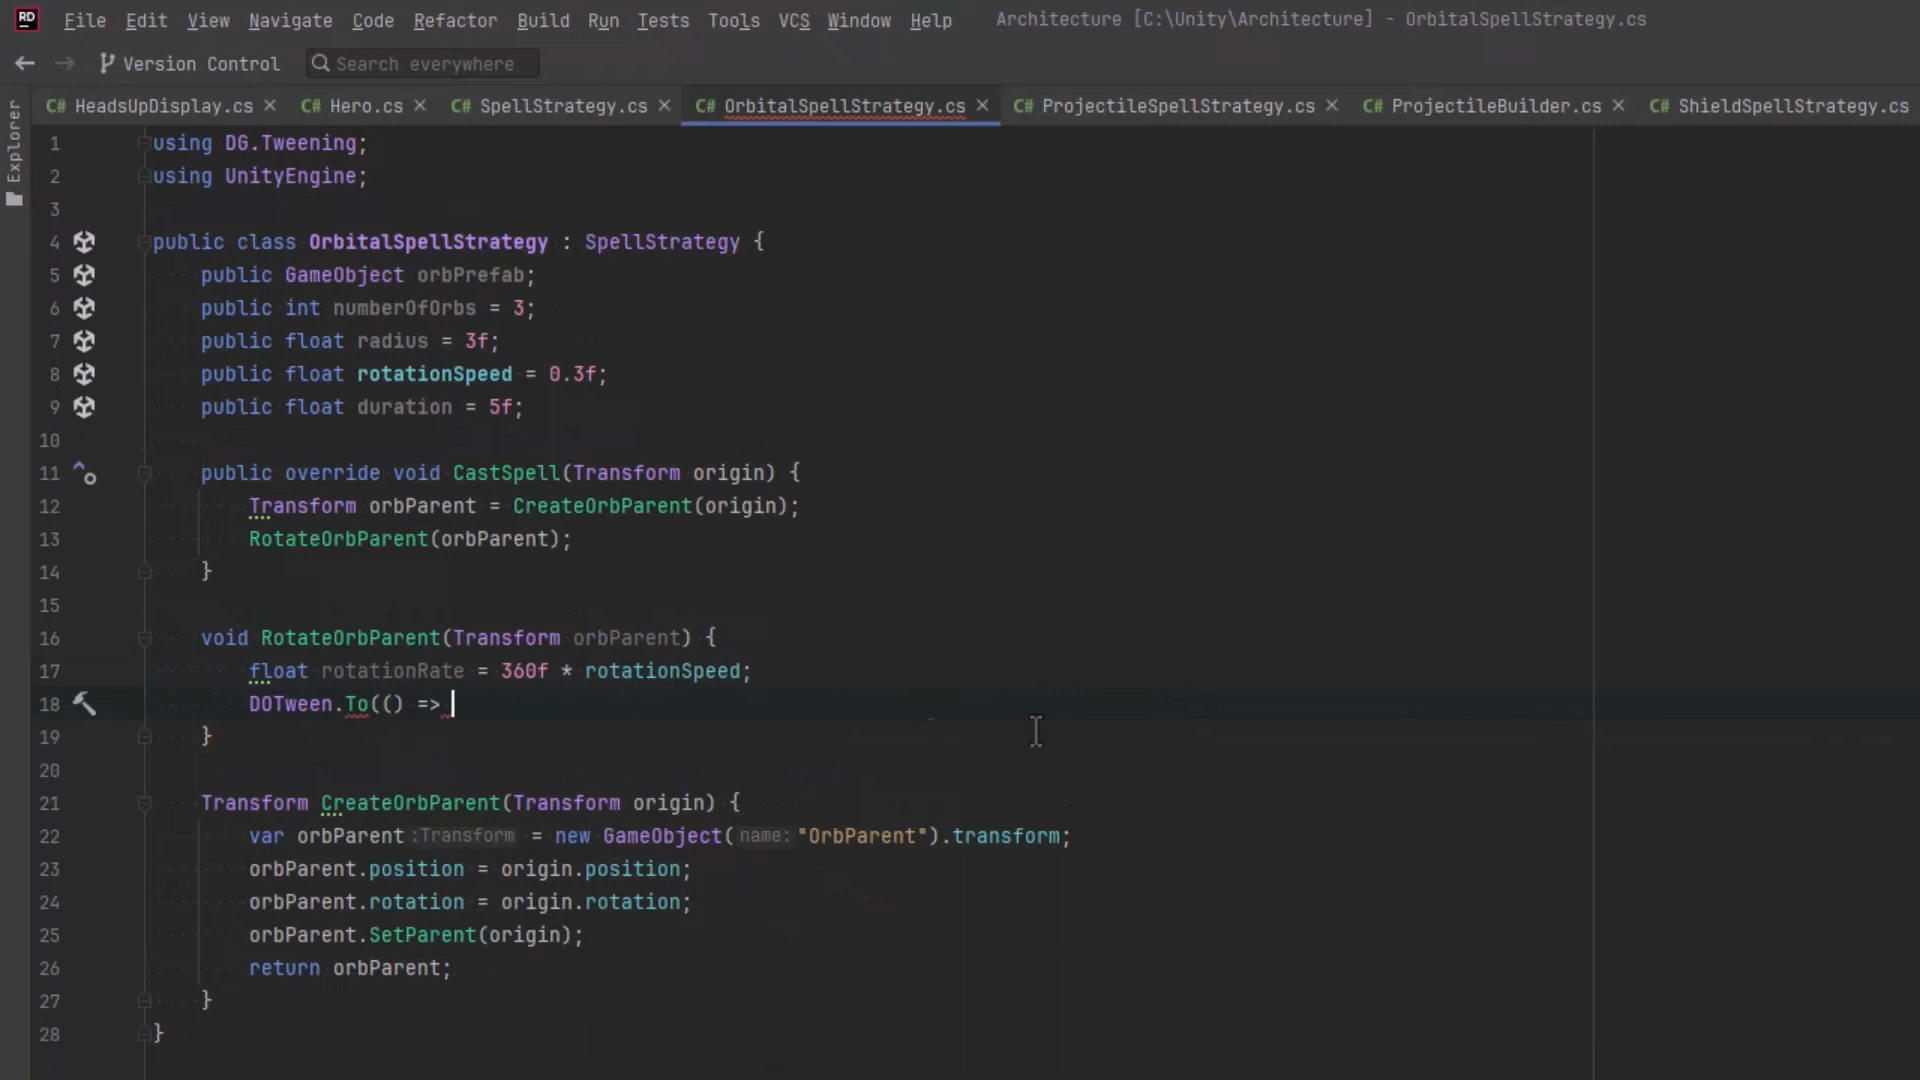 RD File Edit View Navigate Code Refactor Build Run Tests Tools VCS Window Help Architecture [C:\Unity\Architecture] - OrbitalSpellStrategy.cs
Version Control Search everywhere
C# HeadsUpDisplay.cs C# Hero.cs C# SpellStrategy.cs C# OrbitalSpellStrategy.cs C# ProjectileSpellStrategy.cs C# ProjectileBuilder.cs C# ShieldSpellStrategy.cs
Explorer
1 using DG.Tweening;
2 using UnityEngine;
3
4 public class OrbitalSpellStrategy : SpellStrategy {
5 public GameObject orbPrefab;
6 public int numberOfOrbs = 3;
7 public float radius = 3f;
8 public float rotationSpeed = 0.3f;
9 public float duration = 5f;
10
11 public override void CastSpell(Transform origin) {
12 Transform orbParent = CreateOrbParent(origin);
13 RotateOrbParent(orbParent);
14 }
15
16 void RotateOrbParent(Transform orbParent) {
17 float rotationRate = 360f * rotationSpeed;
18 DOTween.To(() =>
19 }
20
21 Transform CreateOrbParent(Transform origin) {
22 var orbParent :Transform = new GameObject( name: "OrbParent").transform;
23 orbParent.position = origin.position;
24 orbParent.rotation = origin.rotation;
25 orbParent.SetParent(origin);
26 return orbParent;
27 }
28 }